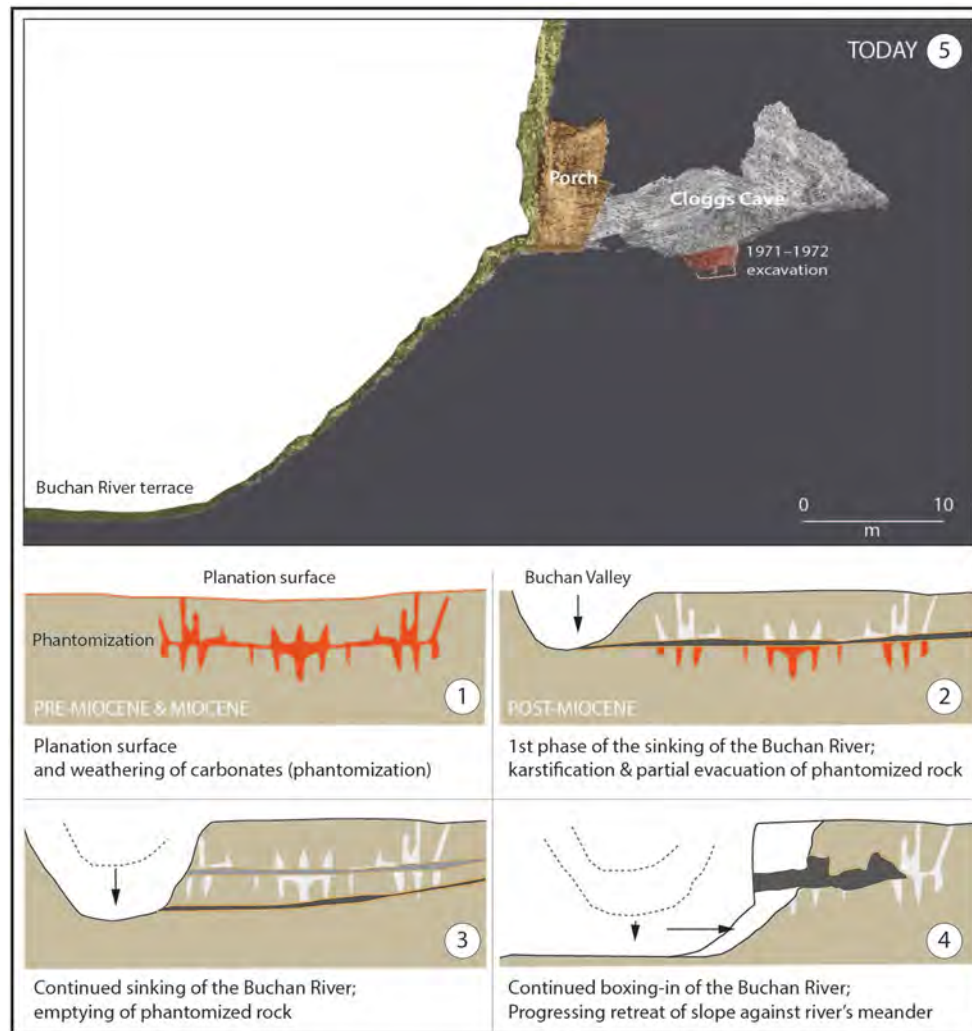 TODAY 5
Porch
Cloggs Cave
1971–1972
excavation
Buchan River terrace
0 10
m
Planation surface
Phantomization
PRE-MIOCENE & MIOCENE
1
Planation surface
and weathering of carbonates (phantomization)
Buchan Valley
POST-MIOCENE
2
1st phase of the sinking of the Buchan River;
karstification & partial evacuation of phantomized rock
3
Continued sinking of the Buchan River;
emptying of phantomized rock
4
Continued boxing-in of the Buchan River;
Progressing retreat of slope against river's meander